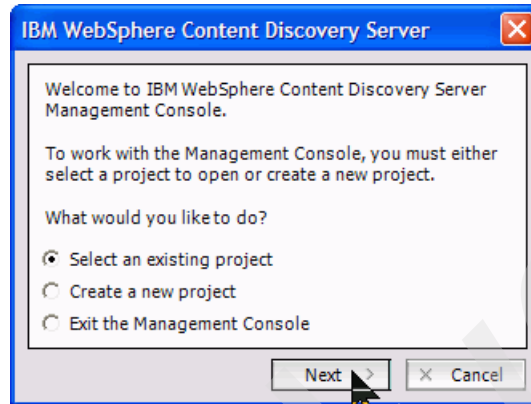 IBM WebSphere Content Discovery Server
Welcome to IBM WebSphere Content Discovery Server
Management Console.
To work with the Management Console, you must either
select a project to open or create a new project.
What would you like to do?
Select an existing project
Create a new project
Exit the Management Console
Next > × Cancel